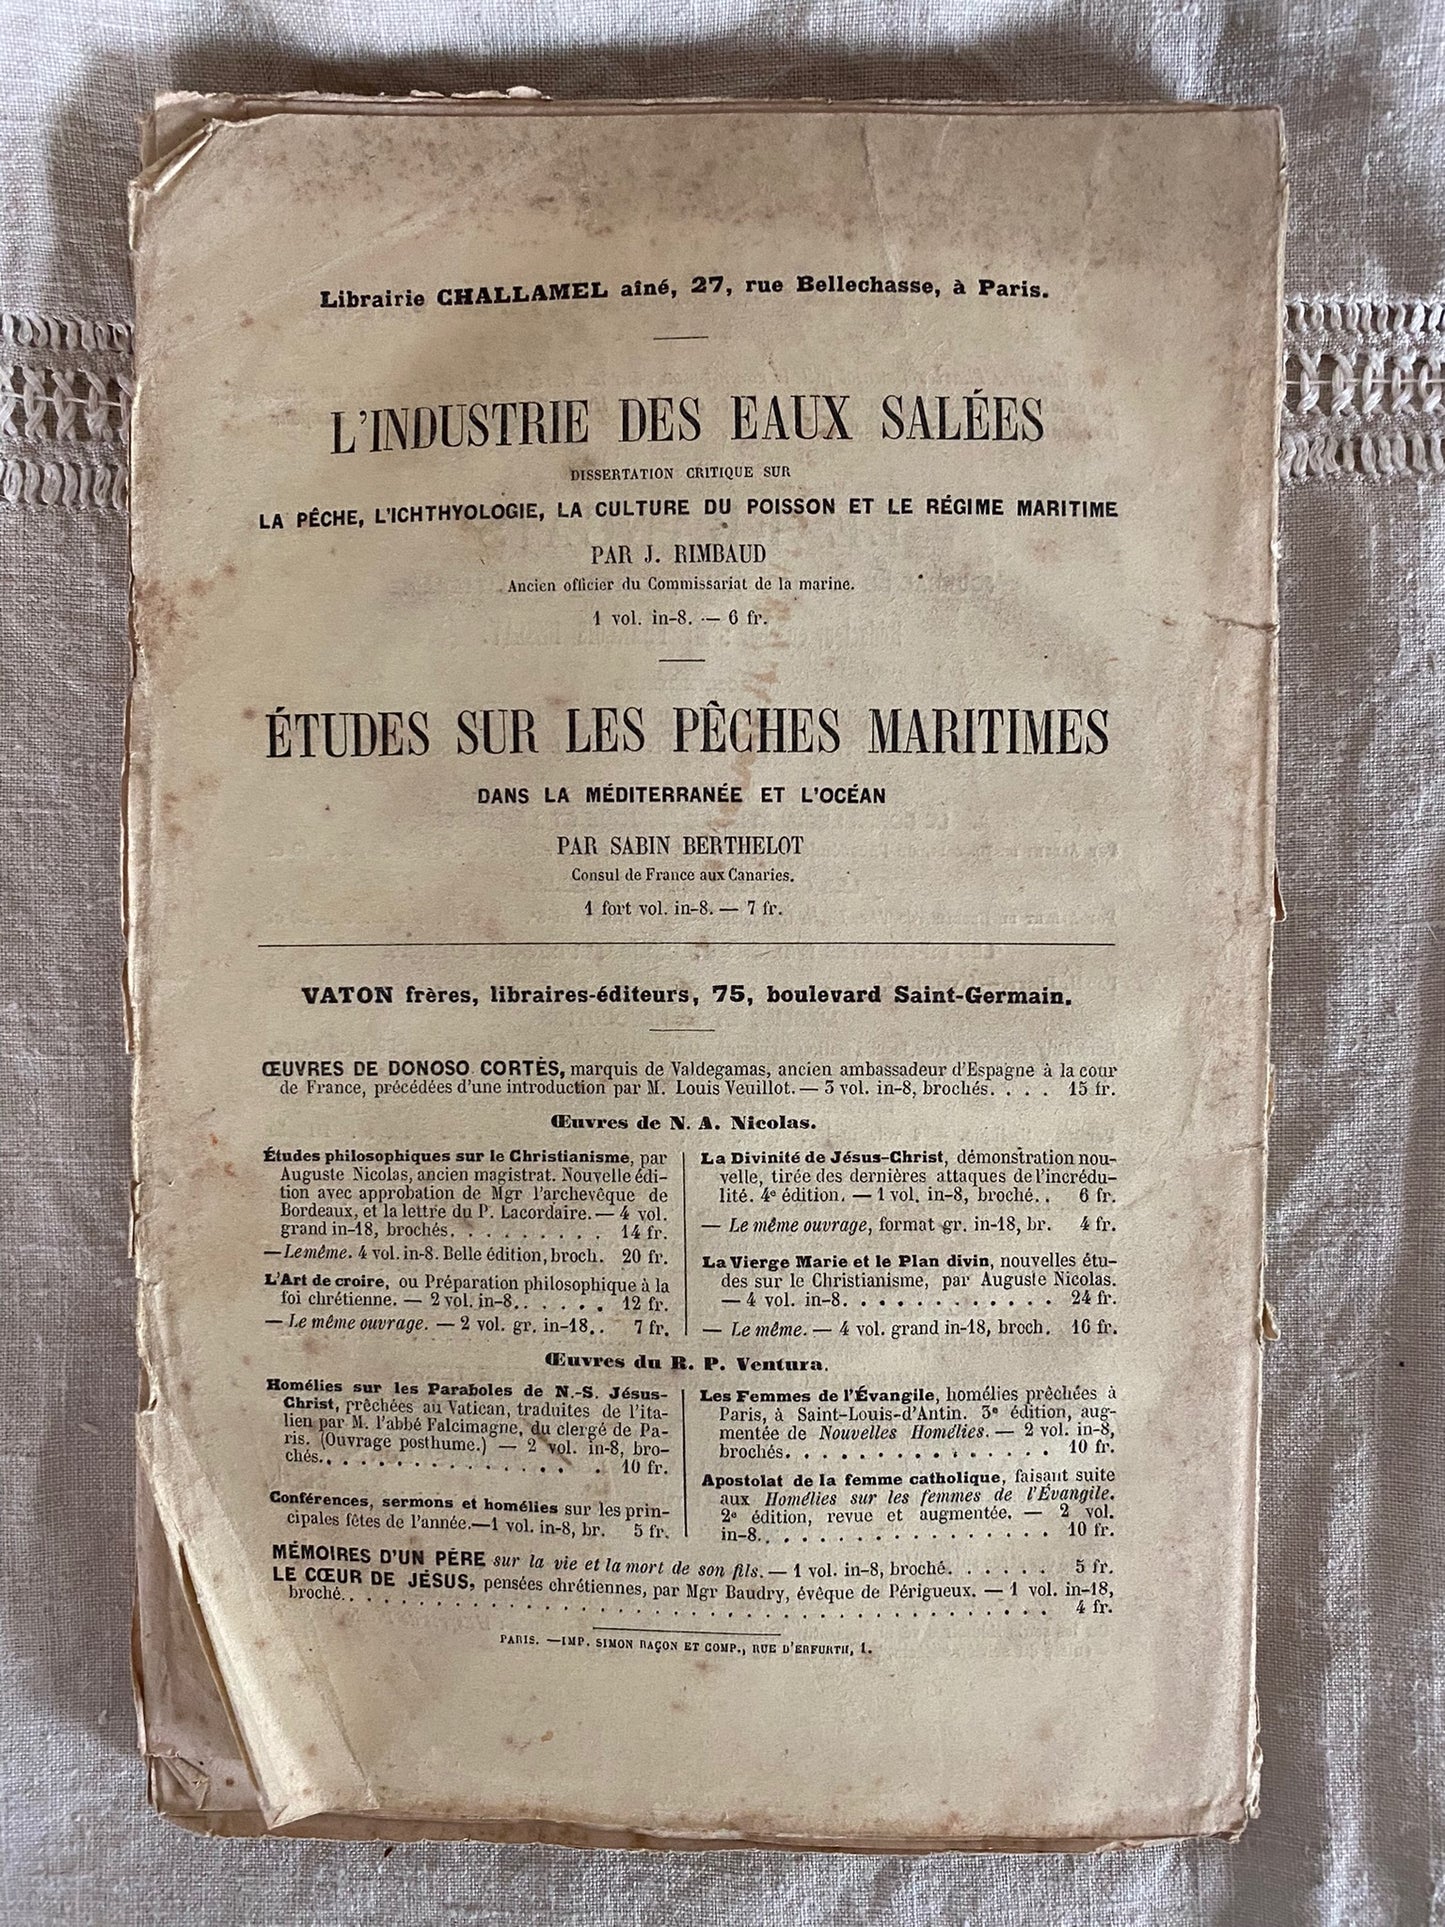 Librairie CHALLAMEL aîné, 27, rue Bellechasse, à Paris.
L'INDUSTRIE DES EAUX SALÉES
DISSERTATION CRITIQUE SUR
LA PÊCHE, L'ICHTHYOLOGIE, LA CULTURE DU POISSON ET LE RÉGIME MARITIME
PAR J. RIMBAUD
Ancien officier du Commissariat de la marine.
1 vol. in-8. — 6 fr.
ÉTUDES SUR LES PÊCHES MARITIMES
DANS LA MÉDITERRANÉE ET L'OCÉAN
PAR SABIN BERTHELOT
Consul de France aux Canaries.
1 fort vol. in-8. — 7 fr.
VATON frères, libraires-éditeurs, 75, boulevard Saint-Germain.
ŒUVRES DE DONOSO CORTÈS, marquis de Valdegamas, ancien ambassadeur d'Espagne à la cour
de France, précédées d'une introduction par M. Louis Veuillot. — 3 vol. in-8, brochés. . . . 15 fr.
Œuvres de N. A. Nicolas.
Études philosophiques sur le Christianisme, par
Auguste Nicolas, ancien magistrat. Nouvelle édi-
tion avec approbation de Mgr l'archevêque de
Bordeaux, et la lettre du P. Lacordaire. — 4 vol.
grand in-18, brochés. . . . . . . . . 14 fr.
— Le même. 4 vol. in-8. Belle édition, broch. 20 fr.
L'Art de croire, ou Préparation philosophique à la
foi chrétienne. — 2 vol. in-8. . . . . . 12 fr.
— Le même ouvrage. — 2 vol. gr. in-18. . 7 fr.
La Divinité de Jésus-Christ, démonstration nou-
velle, tirée des dernières attaques de l'incrédu-
lité. 4e édition. — 1 vol. in-8, broché. . 6 fr.
— Le même ouvrage, format gr. in-18, br. 4 fr.
La Vierge Marie et le Plan divin, nouvelles étu-
des sur le Christianisme, par Auguste Nicolas.
— 4 vol. in-8. . . . . . . . . . . . 24 fr.
— Le même. — 4 vol. grand in-18, broch. 16 fr.
Œuvres du R. P. Ventura.
Homélies sur les Paraboles de N.-S. Jésus-
Christ, prêchées au Vatican, traduites de l'ita-
lien par M. l'abbé Falcimagne, du clergé de Pa-
ris. (Ouvrage posthume.) — 2 vol. in-8, bro-
chés. . . . . . . . . . . . . . 10 fr.
Conférences, sermons et homélies sur les prin-
cipales fêtes de l'année. — 1 vol. in-8, br. 5 fr.
Les Femmes de l'Évangile, homélies prêchées à
Paris, à Saint-Louis-d'Antin. 3e édition, aug-
mentée de Nouvelles Homélies. — 2 vol. in-8,
brochés. . . . . . . . . . . . . 10 fr.
Apostolat de la femme catholique, faisant suite
aux Homélies sur les femmes de l'Évangile.
2e édition, revue et augmentée. — 2 vol.
in-8. . . . . . . . . . . . . . . 10 fr.
MÉMOIRES D'UN PÈRE sur la vie et la mort de son fils. — 1 vol. in-8, broché. . . . . . 5 fr.
LE CŒUR DE JÉSUS, pensées chrétiennes, par Mgr Baudry, évêque de Périgueux. — 1 vol. in-18,
broché. . . . . . . . . . . . . . . . . . . . . . . . . . . . . . . . . 4 fr.
PARIS. — IMP. SIMON RAÇON ET COMP., RUE D'ERFURTH, 1.